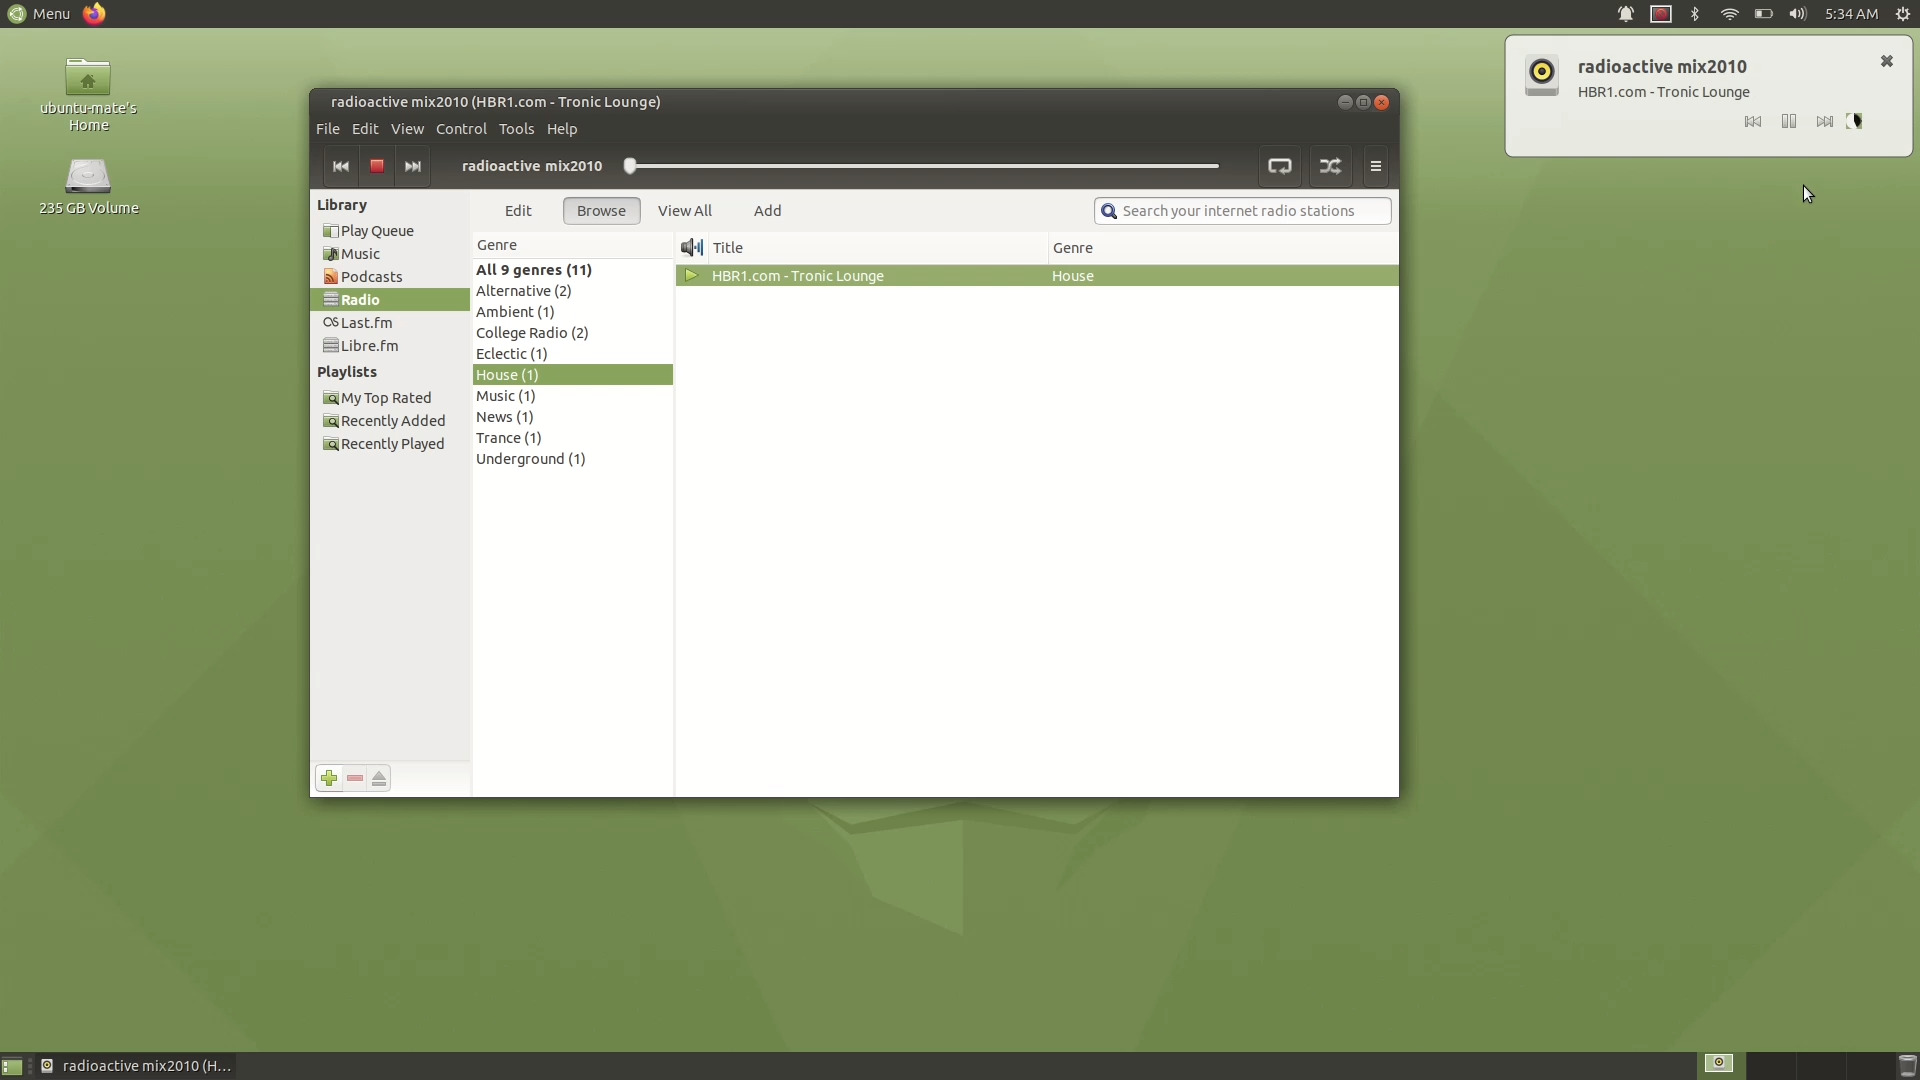 Menu
5:34 AM
ubuntu-mate's
Home
235 GB Volume
radioactive mix2010
HBR1.com - Tronic Lounge
radioactive mix2010 (HBR1.com - Tronic Lounge)
File Edit View Control Tools Help
radioactive mix2010
Library
Play Queue
Music
Podcasts
Radio
Last.fm
Libre.fm
Playlists
My Top Rated
Recently Added
Recently Played
Edit Browse View All Add
Search your internet radio stations
Genre
All 9 genres (11)
Alternative (2)
Ambient (1)
College Radio (2)
Eclectic (1)
House (1)
Music (1)
News (1)
Trance (1)
Underground (1)
Title Genre
HBR1.com - Tronic Lounge House
radioactive mix2010 (H...